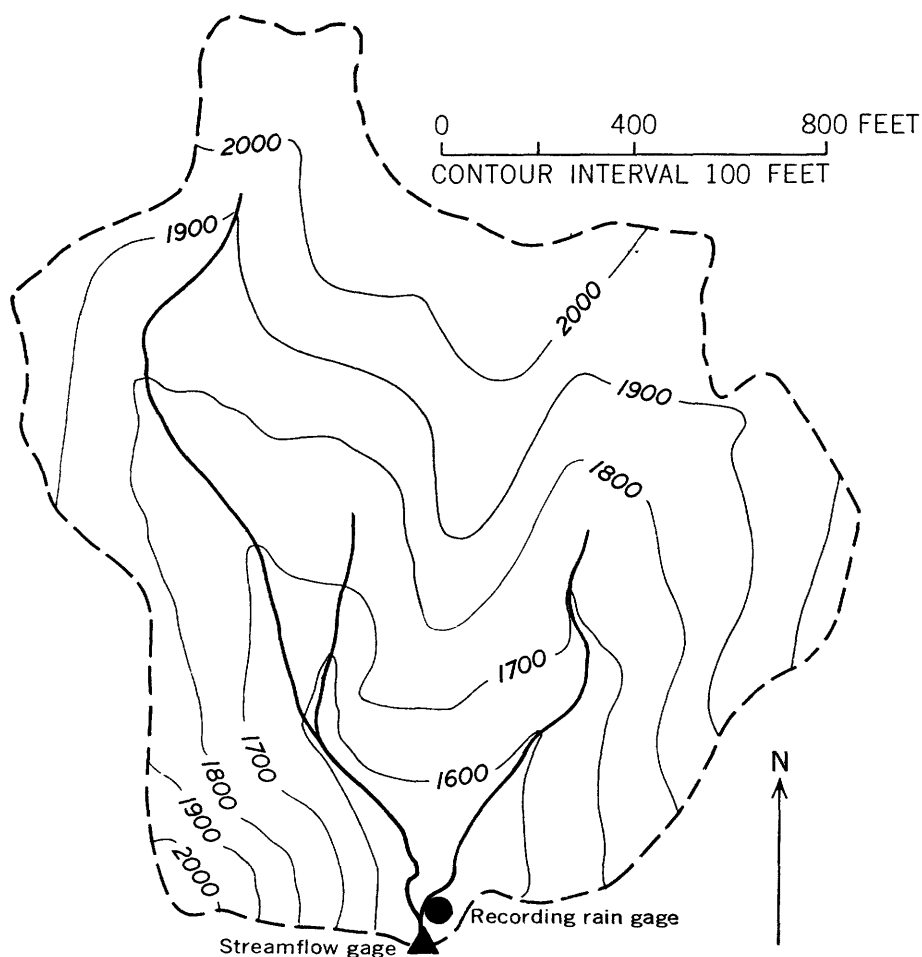 0 400 800 FEET
CONTOUR INTERVAL 100 FEET
2000
1900
2000
1900
1800
1700
1600
1700
1800
1900
2000
N
Recording rain gage
Streamflow gage